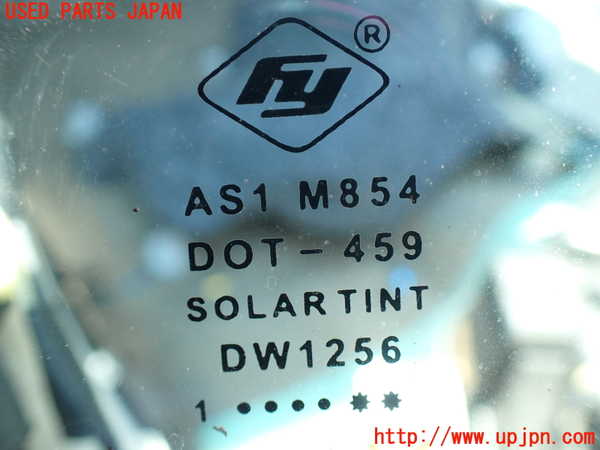 USED PARTS JAPAN
FY®
AS1 M854
DOT-459
SOLARTINT
DW1256
1 ●●●●✸✸
http://www.upjpn.com